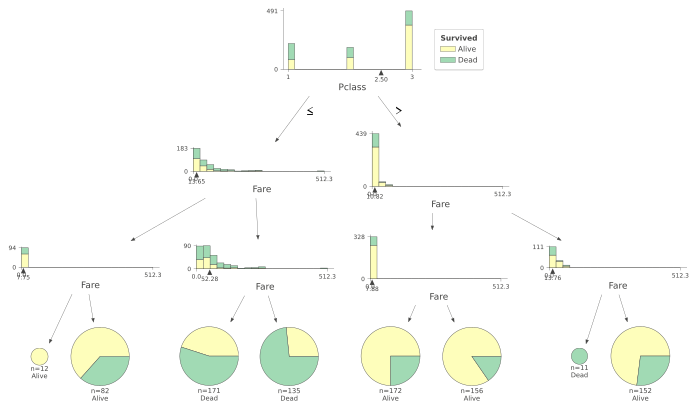 491
0
1
2.50
3
Pclass
Survived
Alive
Dead
≤
>
183
0
13.65
512.3
Fare
439
0
10.82
512.3
Fare
94
0
7.75
512.3
Fare
90
0
0.0
52.28
512.3
Fare
328
0
7.88
512.3
Fare
111
0
13.76
512.3
Fare
n=12
Alive
n=82
Alive
n=171
Dead
n=135
Dead
n=172
Alive
n=156
Alive
n=11
Dead
n=152
Alive